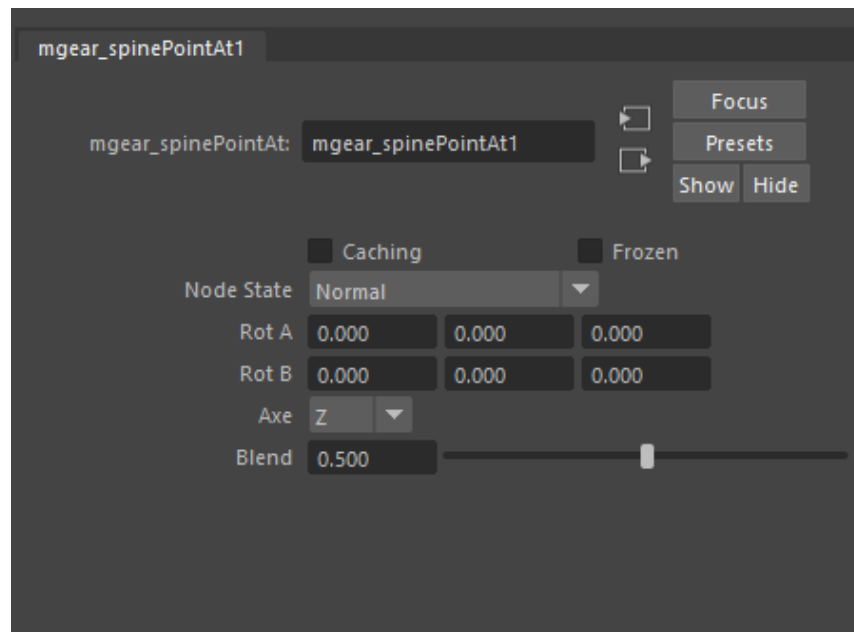 mgear_spinePointAt1
Focus
mgear_spinePointAt: mgear_spinePointAt1
Presets
Show Hide
Caching Frozen
Node State Normal
Rot A 0.000 0.000 0.000
Rot B 0.000 0.000 0.000
Axe Z
Blend 0.500